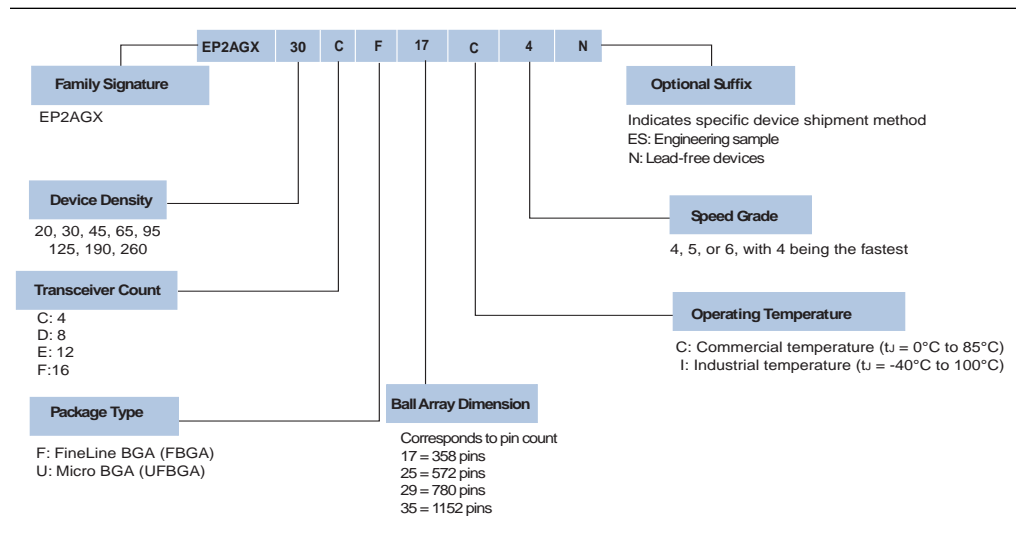 EP2AGX 30 C F 17 C 4 N
Family Signature
EP2AGX
Optional Suffix
Indicates specific device shipment method
ES: Engineering sample
N: Lead-free devices
Device Density
20, 30, 45, 65, 95
125, 190, 260
Speed Grade
4, 5, or 6, with 4 being the fastest
Transceiver Count
C: 4
D: 8
E: 12
F:16
Operating Temperature
C: Commercial temperature (tJ = 0°C to 85°C)
I: Industrial temperature (tJ = -40°C to 100°C)
Package Type
F: FineLine BGA (FBGA)
U: Micro BGA (UFBGA)
Ball Array Dimension
Corresponds to pin count
17 = 358 pins
25 = 572 pins
29 = 780 pins
35 = 1152 pins